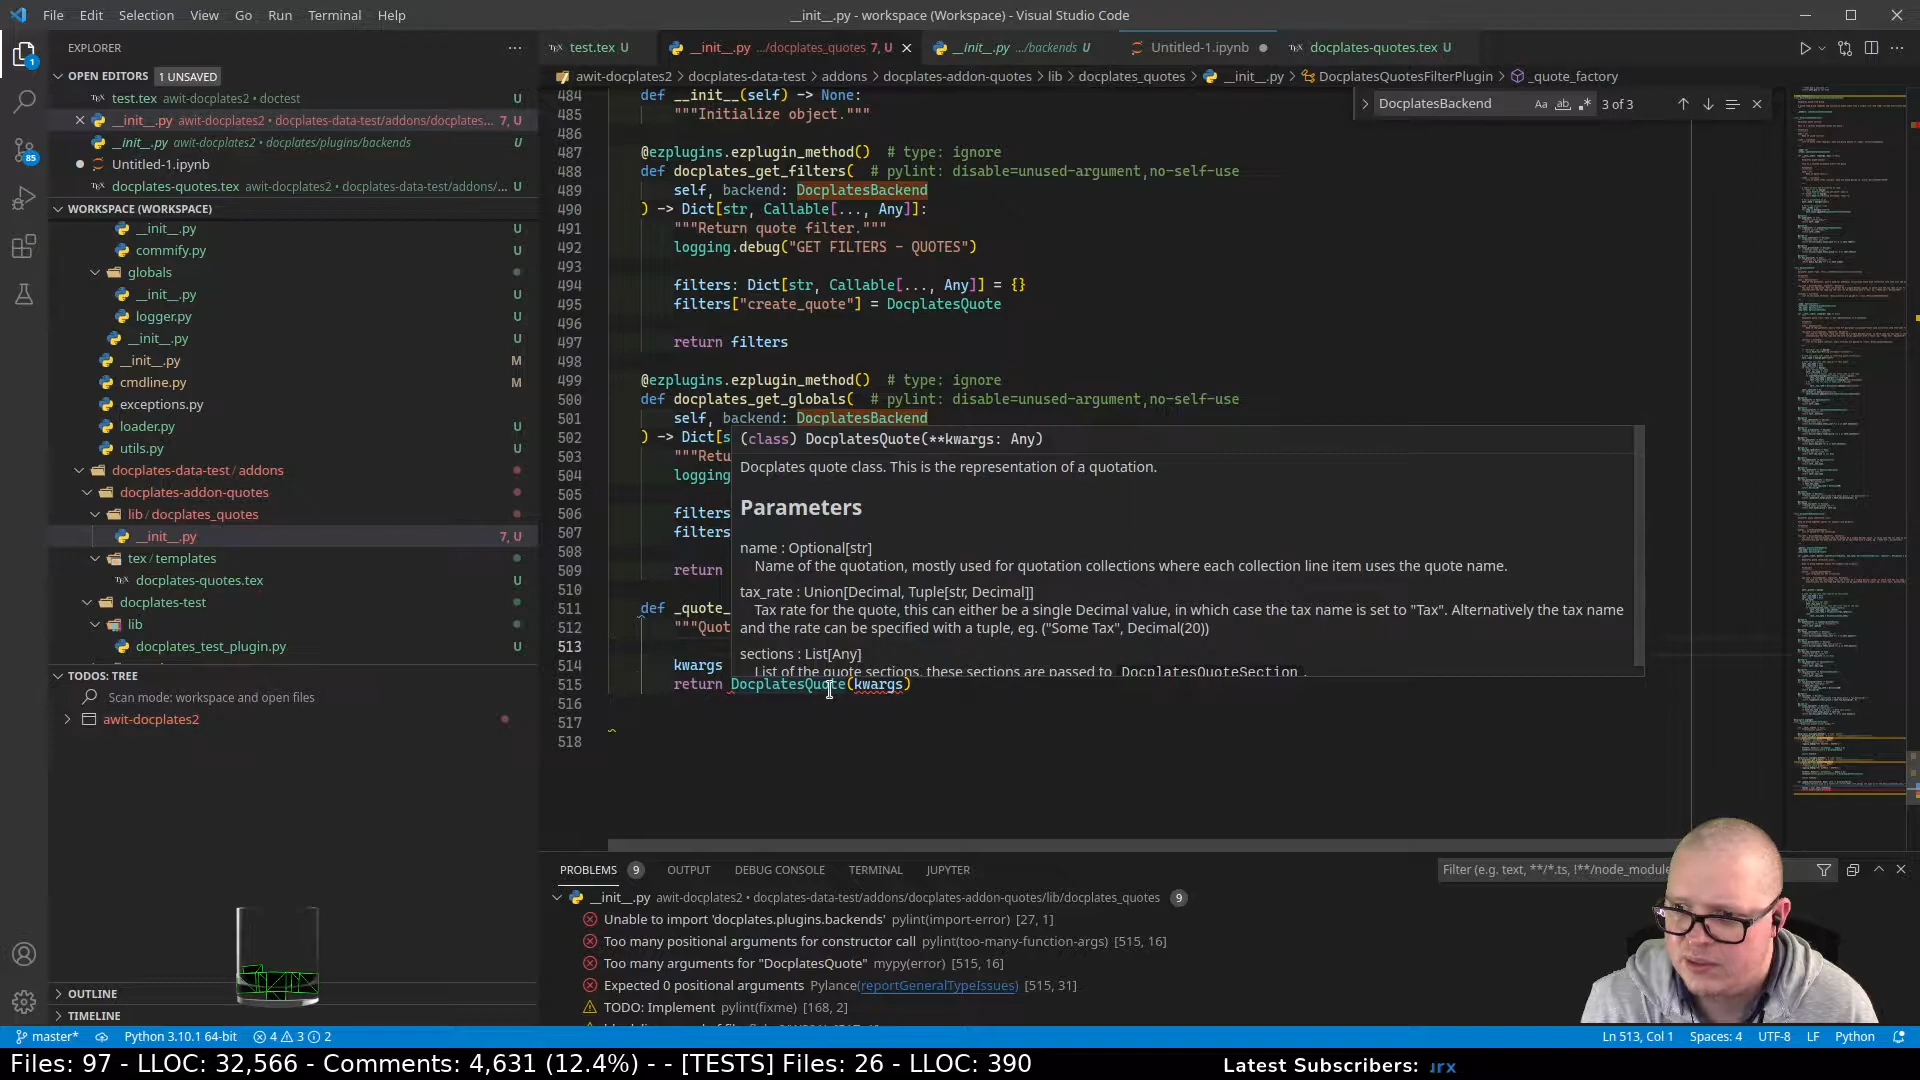 File Edit Selection View Go Run Terminal Help
__init__.py - workspace (Workspace) - Visual Studio Code
EXPLORER
OPEN EDITORS 1 UNSAVED
test.tex awit-docplates2 • doctest U
__init__.py awit-docplates2 • docplates-data-test/addons/docplates... 7, U
__init__.py awit-docplates2 • docplates/plugins/backends U
Untitled-1.ipynb
docplates-quotes.tex awit-docplates2 • docplates-data-test/addons/... U
WORKSPACE (WORKSPACE)
__init__.py U
commify.py U
globals
__init__.py U
logger.py U
__init__.py U
__init__.py M
cmdline.py M
exceptions.py U
loader.py U
utils.py U
docplates-data-test / addons
docplates-addon-quotes
lib / docplates_quotes
__init__.py 7, U
tex / templates
docplates-quotes.tex U
docplates-test
lib
docplates_test_plugin.py U
TODOS: TREE
Scan mode: workspace and open files
awit-docplates2
OUTLINE
TIMELINE
1
85
test.tex U
__init__.py .../docplates_quotes 7, U
__init__.py .../backends U
Untitled-1.ipynb
docplates-quotes.tex U
awit-docplates2 > docplates-data-test > addons > docplates-addon-quotes > lib > docplates_quotes > __init__.py > DocplatesQuotesFilterPlugin > _quote_factory
DocplatesBackend Aa ab 3 of 3
484 def __init__(self) -> None:
485 """Initialize object."""
486
487 @ezplugins.ezplugin_method() # type: ignore
488 def docplates_get_filters( # pylint: disable=unused-argument,no-self-use
489 self, backend: DocplatesBackend
490 ) -> Dict[str, Callable[..., Any]]:
491 """Return quote filter."""
492 logging.debug("GET FILTERS - QUOTES")
493
494 filters: Dict[str, Callable[..., Any]] = {}
495 filters["create_quote"] = DocplatesQuote
496
497 return filters
498
499 @ezplugins.ezplugin_method() # type: ignore
500 def docplates_get_globals( # pylint: disable=unused-argument,no-self-use
501 self, backend: DocplatesBackend
502 ) -> Dict[s
503 """Retu
504 logging
505
506 filters
507 filters
508
509 return
510
511 def _quote_
512 """Quot
513
514 kwargs
515 return DocplatesQuote(kwargs)
516
517
518
(class) DocplatesQuote(**kwargs: Any)
Docplates quote class. This is the representation of a quotation.
Parameters
name : Optional[str]
Name of the quotation, mostly used for quotation collections where each collection line item uses the quote name.
tax_rate : Union[Decimal, Tuple[str, Decimal]]
Tax rate for the quote, this can either be a single Decimal value, in which case the tax name is set to "Tax". Alternatively the tax name
and the rate can be specified with a tuple, eg. ("Some Tax", Decimal(20))
sections : List[Any]
List of the quote sections, these sections are passed to DocplatesQuoteSection .
PROBLEMS 9 OUTPUT DEBUG CONSOLE TERMINAL JUPYTER
Filter (e.g. text, **/*.ts, !**/node_module
__init__.py awit-docplates2 • docplates-data-test/addons/docplates-addon-quotes/lib/docplates_quotes 9
Unable to import 'docplates.plugins.backends' pylint(import-error) [27, 1]
Too many positional arguments for constructor call pylint(too-many-function-args) [515, 16]
Too many arguments for "DocplatesQuote" mypy(error) [515, 16]
Expected 0 positional arguments Pylance(reportGeneralTypeIssues) [515, 31]
TODO: Implement pylint(fixme) [168, 2]
master* Python 3.10.1 64-bit 4 3 2
Ln 513, Col 1 Spaces: 4 UTF-8 LF Python
Files: 97 - LLOC: 32,566 - Comments: 4,631 (12.4%) - - [TESTS] Files: 26 - LLOC: 390
Latest Subscribers: